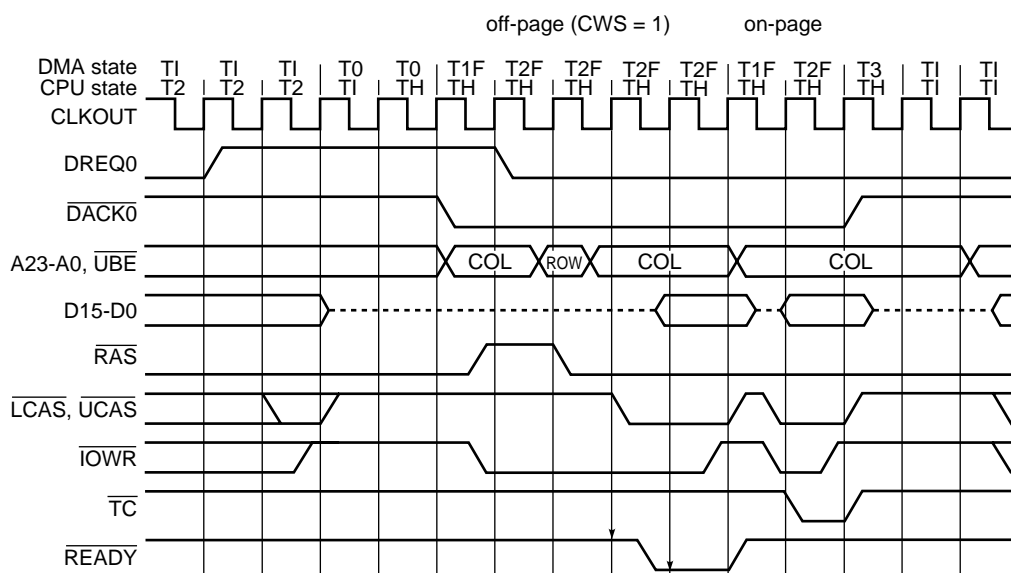 off-page (CWS = 1) on-page
DMA state TI TI TI T0 T0 T1F T2F T2F T2F T2F T1F T2F T3 TI TI
CPU state T2 T2 T2 TI TH TH TH TH TH TH TH TH TH TI TI
CLKOUT
DREQ0
DACK0
A23-A0, UBE COL ROW COL COL
D15-D0
RAS
LCAS, UCAS
IOWR
TC
READY